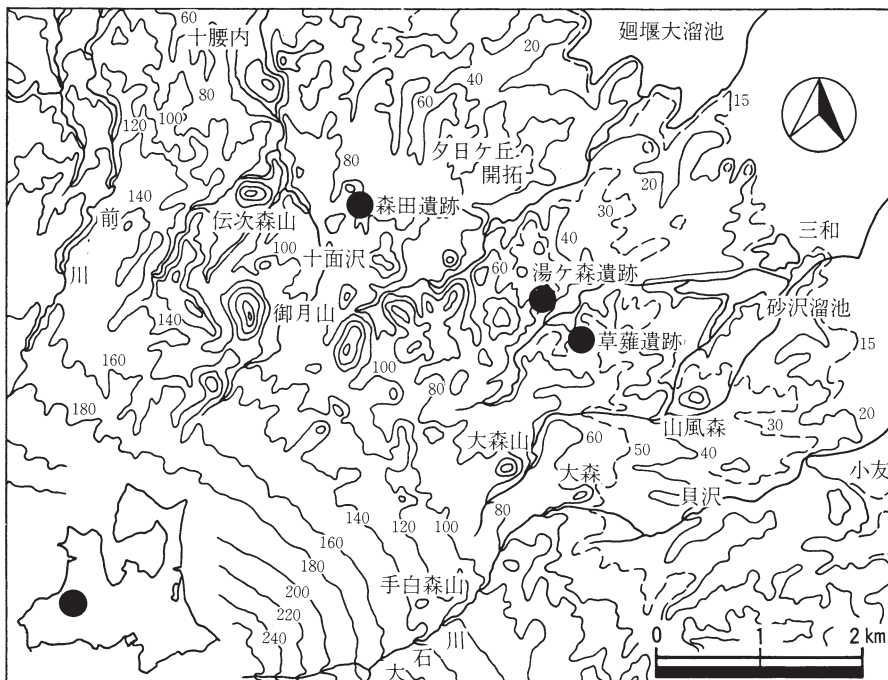 60
十腰内
20
廻堰大溜池
40
80
60
15
100
120
夕日ケ丘
開拓
80
20
140
森田遺跡
30
前
伝次森山
40
三和
100
十面沢
60
湯ケ森遺跡
川
御月山
砂沢溜池
140
草薙遺跡
15
160
100
180
80
20
大森山
60
山風森
30
50
大森
40
小友
貝沢
140
120
100
80
160
180
手白森山
200
220
240
川
石
大
0 1 2km